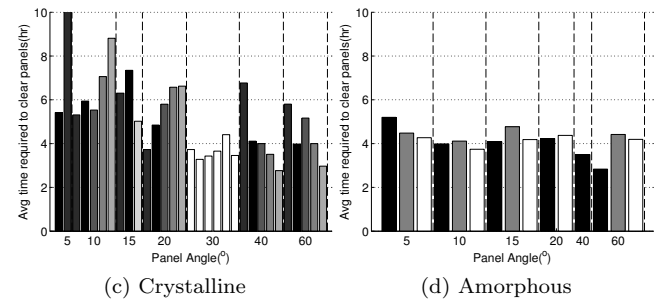 Avg time required to clear panels(hr)
10
8
6
4
2
0
5 10 15 20 30 40 60
Panel Angle(°)
(c) Crystalline
Avg time required to clear panels(hr)
10
8
6
4
2
0
5 10 15 20 40 60
Panel Angle(°)
(d) Amorphous